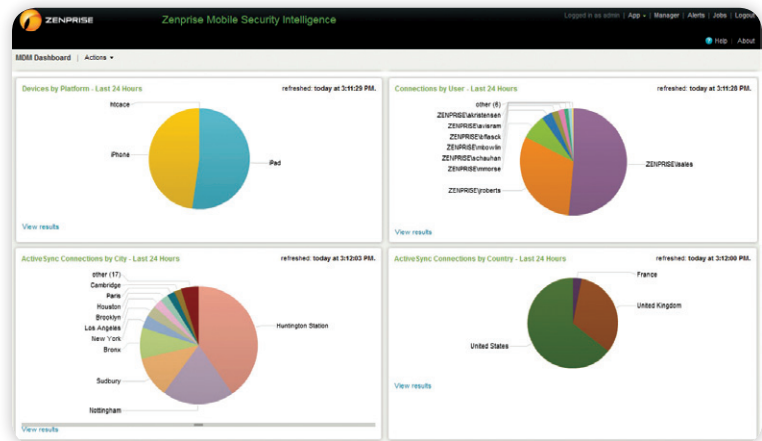 ZENPRISE
Zenprise Mobile Security Intelligence
Logged in as admin | App | Manager | Alerts | Jobs | Logout
Help | About
MDM Dashboard | Actions
Devices by Platform - Last 24 Hours
refreshed: today at 3:11:29 PM.
htcace
iPhone
iPad
View results
Connections by User - Last 24 Hours
refreshed: today at 3:11:28 PM.
other (6)
ZENPRISE\akristensen
ZENPRISE\avisram
ZENPRISE\bflasck
ZENPRISE\mbowlin
ZENPRISE\achauhan
ZENPRISE\mmorse
ZENPRISE\jroberts
ZENPRISE\isales
View results
ActiveSync Connections by City - Last 24 Hours
refreshed: today at 3:12:03 PM.
other (17)
Cambridge
Paris
Houston
Brooklyn
Los Angeles
New York
Bronx
Sudbury
Nottingham
Huntington Station
View results
ActiveSync Connections by Country - Last 24 Hours
refreshed: today at 3:12:00 PM.
France
United Kingdom
United States
View results